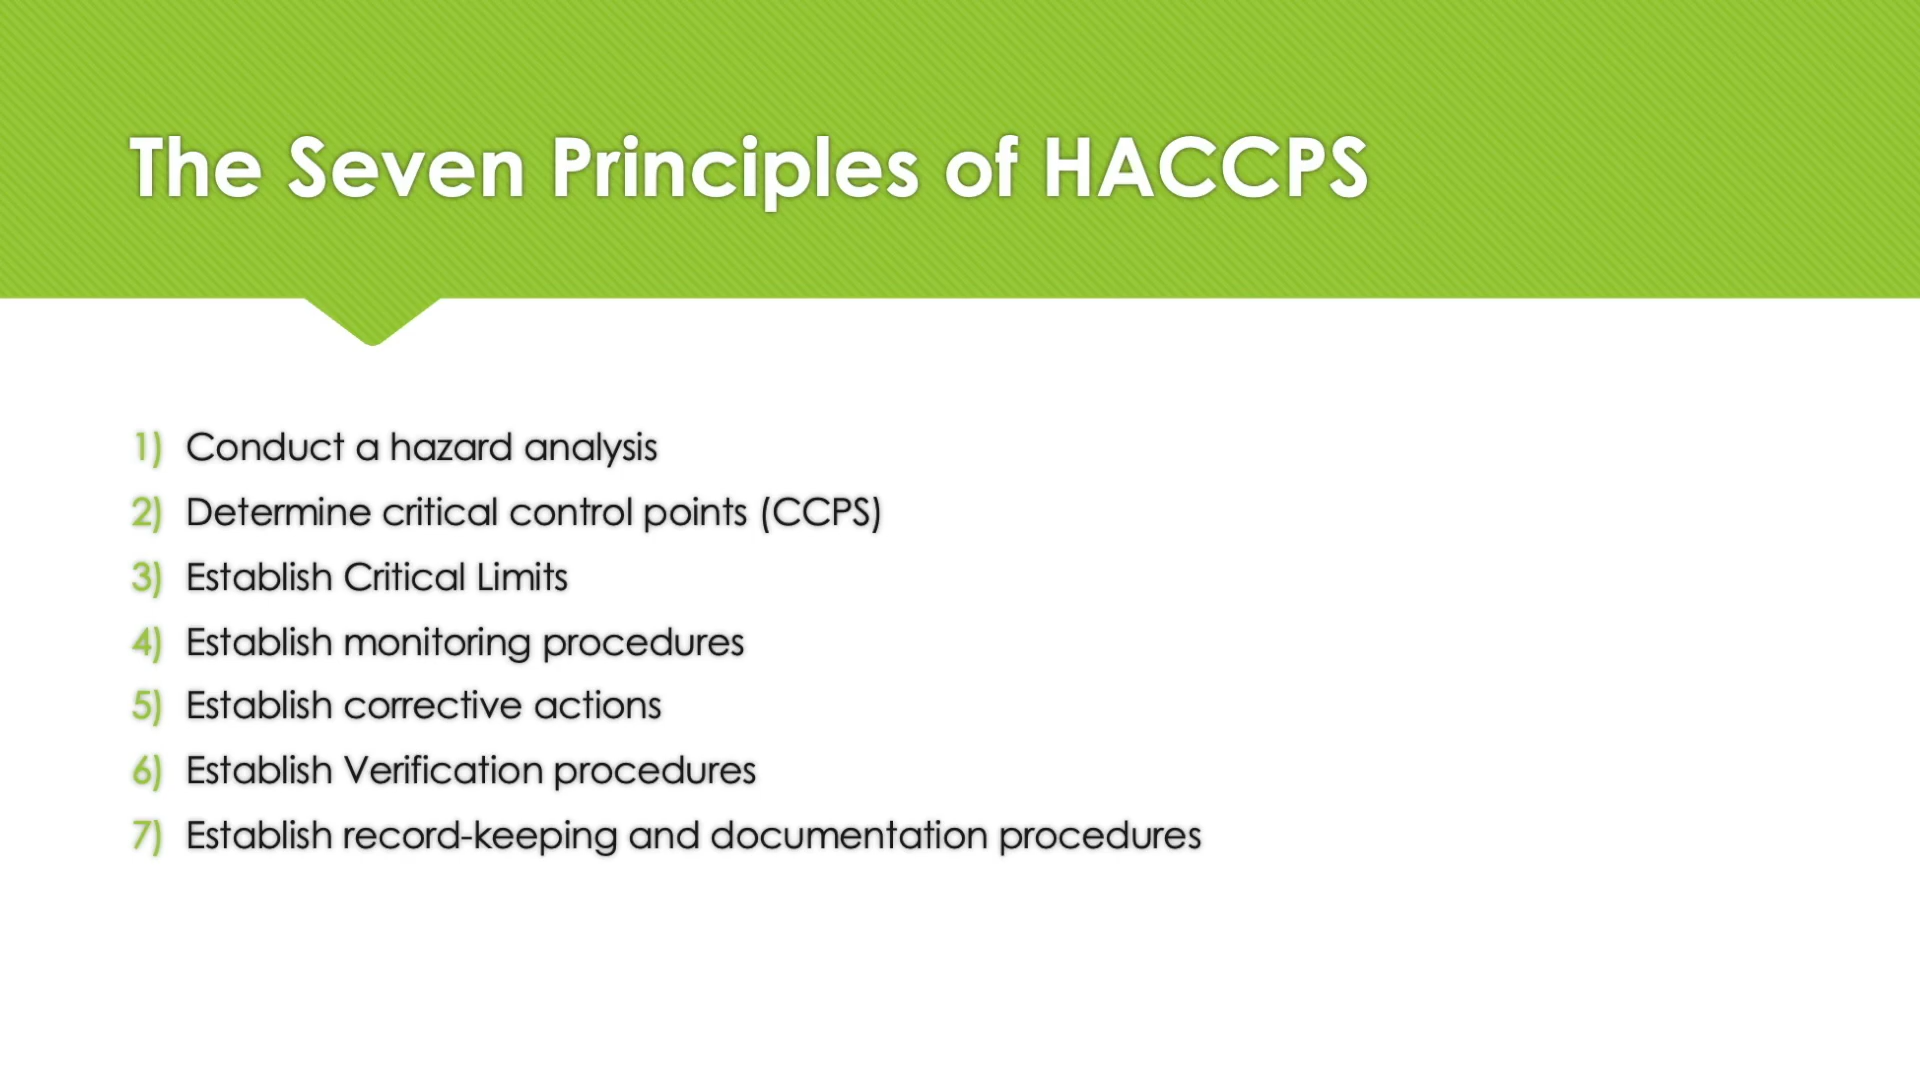 The Seven Principles of HACCPS
1) Conduct a hazard analysis
2) Determine critical control points (CCPS)
3) Establish Critical Limits
4) Establish monitoring procedures
5) Establish corrective actions
6) Establish Verification procedures
7) Establish record-keeping and documentation procedures